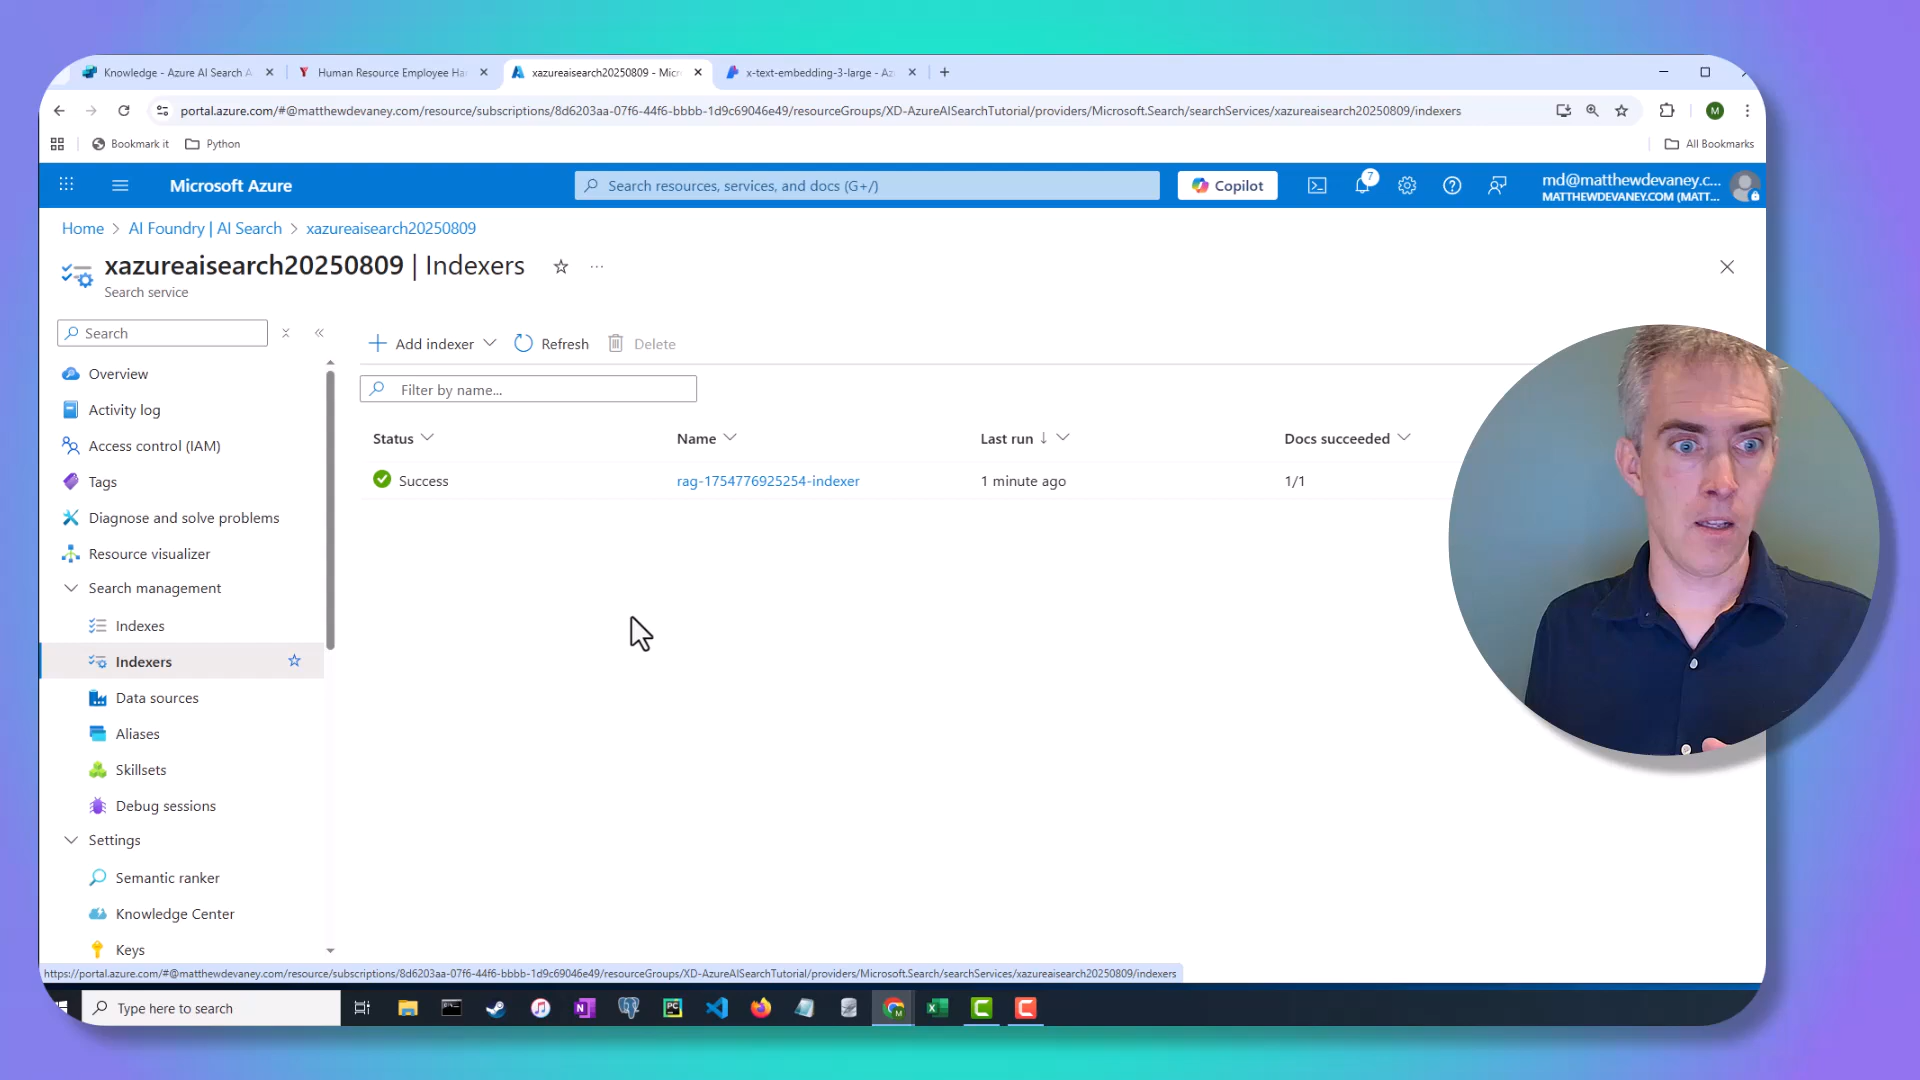 Knowledge - Azure AI Search A
Human Resource Employee Ha
xazureaisearch20250809 - Micr
x-text-embedding-3-large - Az
portal.azure.com/#@matthewdevaney.com/resource/subscriptions/8d6203aa-07f6-44f6-bbbb-1d9c69046e49/resourceGroups/XD-AzureAISearchTutorial/providers/Microsoft.Search/searchServices/xazureaisearch20250809/indexers
M
Bookmark it
Python
All Bookmarks
Microsoft Azure
Search resources, services, and docs (G+/)
Copilot
7
md@matthewdevaney.c...
MATTHEWDEVANEY.COM (MATT...
Home > AI Foundry | AI Search > xazureaisearch20250809
xazureaisearch20250809 | Indexers
Search service
Search
Overview
Activity log
Access control (IAM)
Tags
Diagnose and solve problems
Resource visualizer
Search management
Indexes
Indexers
Data sources
Aliases
Skillsets
Debug sessions
Settings
Semantic ranker
Knowledge Center
Keys
Add indexer
Refresh
Delete
Filter by name...
Status
Name
Last run
Docs succeeded
Success
rag-1754776925254-indexer
1 minute ago
1/1
https://portal.azure.com/#@matthewdevaney.com/resource/subscriptions/8d6203aa-07f6-44f6-bbbb-1d9c69046e49/resourceGroups/XD-AzureAISearchTutorial/providers/Microsoft.Search/searchServices/xazureaisearch20250809/indexers
Type here to search